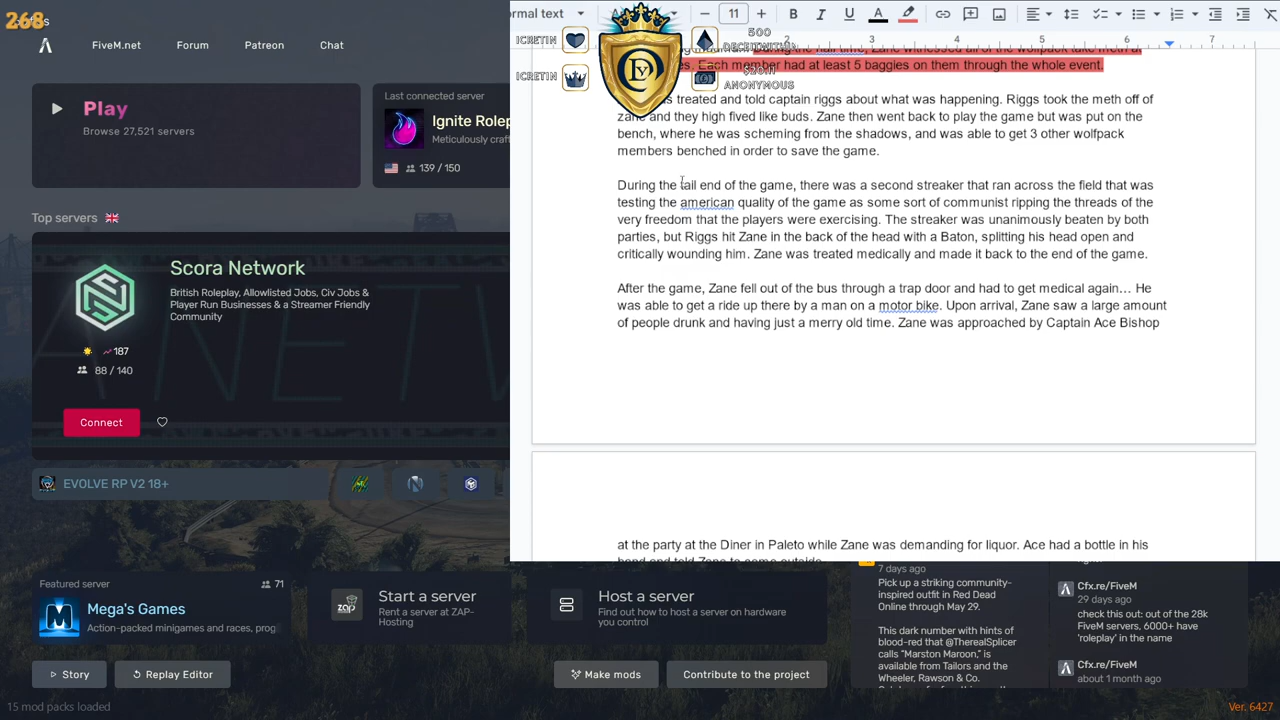 268
FiveM.net
Forum
Patreon
Chat
Play
Browse 27,521 servers
Last connected server
Ignite Rolep
Meticulously craf
139 / 150
Top servers
Scora Network
British Roleplay, Allowlisted Jobs, Civ Jobs &
Player Run Businesses & a Streamer Friendly
Community
187
88 / 140
Connect
EVOLVE RP V2 18+
Featured server
71
Mega's Games
Action-packed minigames and races, prog
Start a server
Rent a server at ZAP-
Hosting
Host a server
Find out how to host a server on hardware
you control
Story
Replay Editor
Make mods
Contribute to the project
15 mod packs loaded
Ver. 6427
ormal text
11
ICRETIN
500
DECEITWITHIN
ICRETIN
ANONYMOUS
DY
2
3
4
5
6
7
es. Each member had at least 5 baggies on them through the whole event.
s treated and told captain riggs about what was happening. Riggs took the meth off of
zane and they high fived like buds. Zane then went back to play the game but was put on the
bench, where he was scheming from the shadows, and was able to get 3 other wolfpack
members benched in order to save the game.
During the tail end of the game, there was a second streaker that ran across the field that was
testing the american quality of the game as some sort of communist ripping the threads of the
very freedom that the players were exercising. The streaker was unanimously beaten by both
parties, but Riggs hit Zane in the back of the head with a Baton, splitting his head open and
critically wounding him. Zane was treated medically and made it back to the end of the game.
After the game, Zane fell out of the bus through a trap door and had to get medical again… He
was able to get a ride up there by a man on a motor bike. Upon arrival, Zane saw a large amount
of people drunk and having just a merry old time. Zane was approached by Captain Ace Bishop
at the party at the Diner in Paleto while Zane was demanding for liquor. Ace had a bottle in his
7 days ago
Pick up a striking community-
inspired outfit in Red Dead
Online through May 29.
This dark number with hints of
blood-red that @TherealSplicer
calls “Marston Maroon,” is
available from Tailors and the
Wheeler, Rawson & Co.
Cfx.re/FiveM
29 days ago
check this out: out of the 28k
FiveM servers, 6000+ have
'roleplay' in the name
Cfx.re/FiveM
about 1 month ago